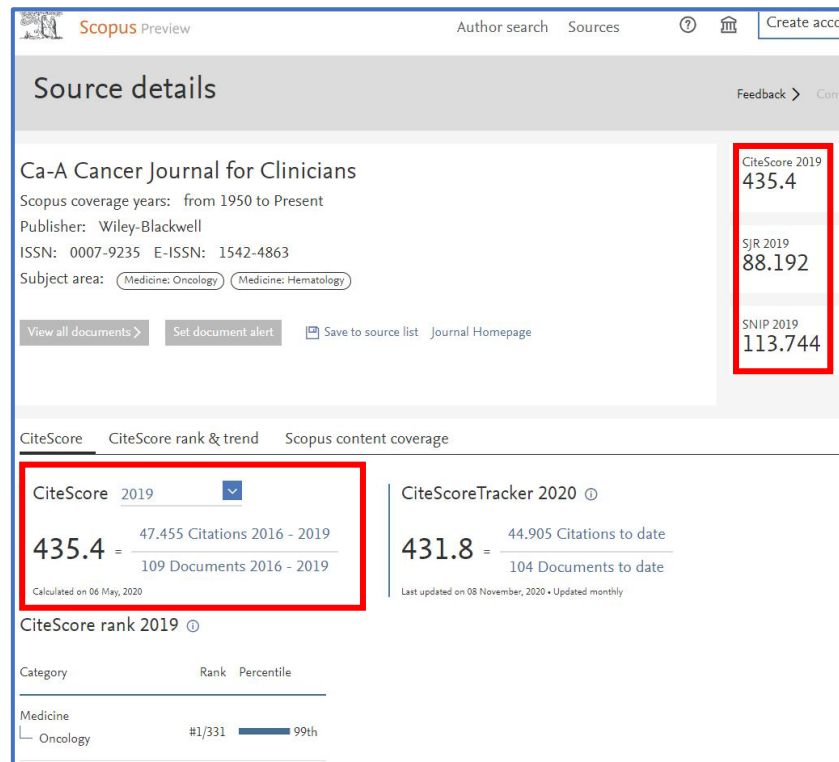 Scopus Preview
Author search Sources
Create acco
Source details
Feedback
Com
Ca-A Cancer Journal for Clinicians
Scopus coverage years: from 1950 to Present
Publisher: Wiley-Blackwell
ISSN: 0007-9235 E-ISSN: 1542-4863
Subject area: Medicine: Oncology Medicine: Hematology
View all documents Set document alert Save to source list Journal Homepage
CiteScore 2019
435.4
SJR 2019
88.192
SNIP 2019
113.744
CiteScore CiteScore rank & trend Scopus content coverage
CiteScore 2019
435.4 = 47.455 Citations 2016 - 2019
109 Documents 2016 - 2019
Calculated on 06 May, 2020
CiteScoreTracker 2020
431.8 = 44.905 Citations to date
104 Documents to date
Last updated on 08 November, 2020 • Updated monthly
CiteScore rank 2019
Category Rank Percentile
Medicine
Oncology #1/331 99th